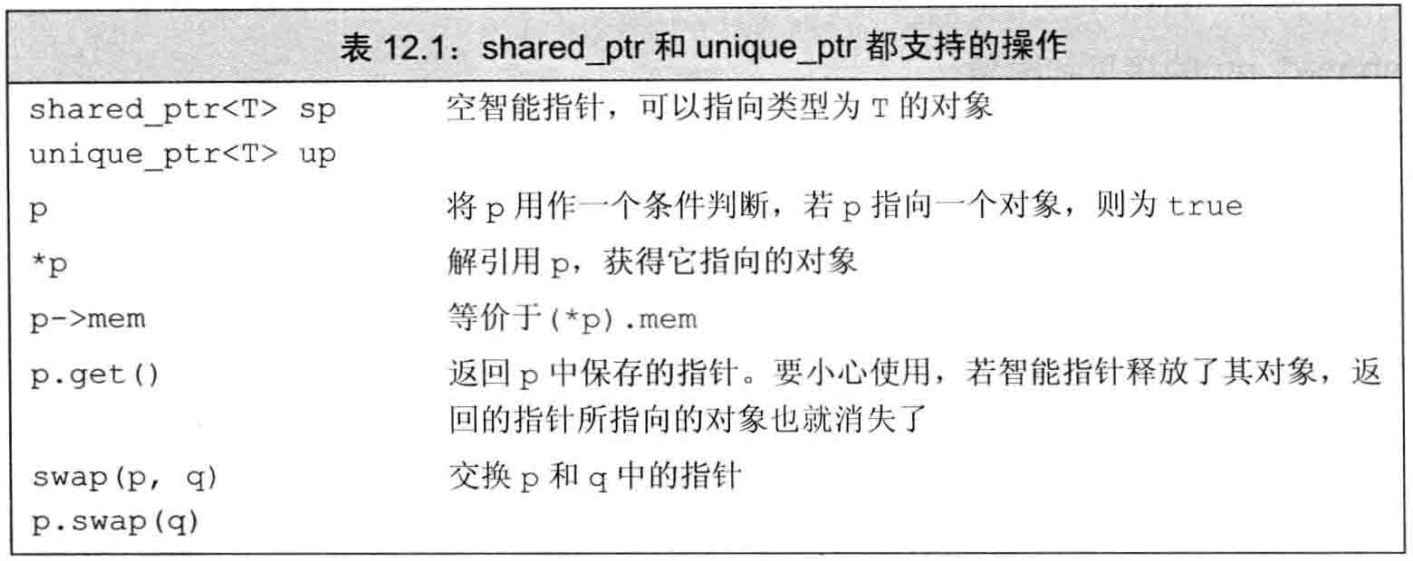 表 12.1：shared_ptr 和 unique_ptr 都支持的操作
shared_ptr<T> sp 空智能指针，可以指向类型为 T 的对象
unique_ptr<T> up
p 将 p 用作一个条件判断，若 p 指向一个对象，则为 true
*p 解引用 p，获得它指向的对象
p->mem 等价于(*p).mem
p.get() 返回 p 中保存的指针。要小心使用，若智能指针释放了其对象，返
回的指针所指向的对象也就消失了
swap(p, q) 交换 p 和 q 中的指针
p.swap(q)